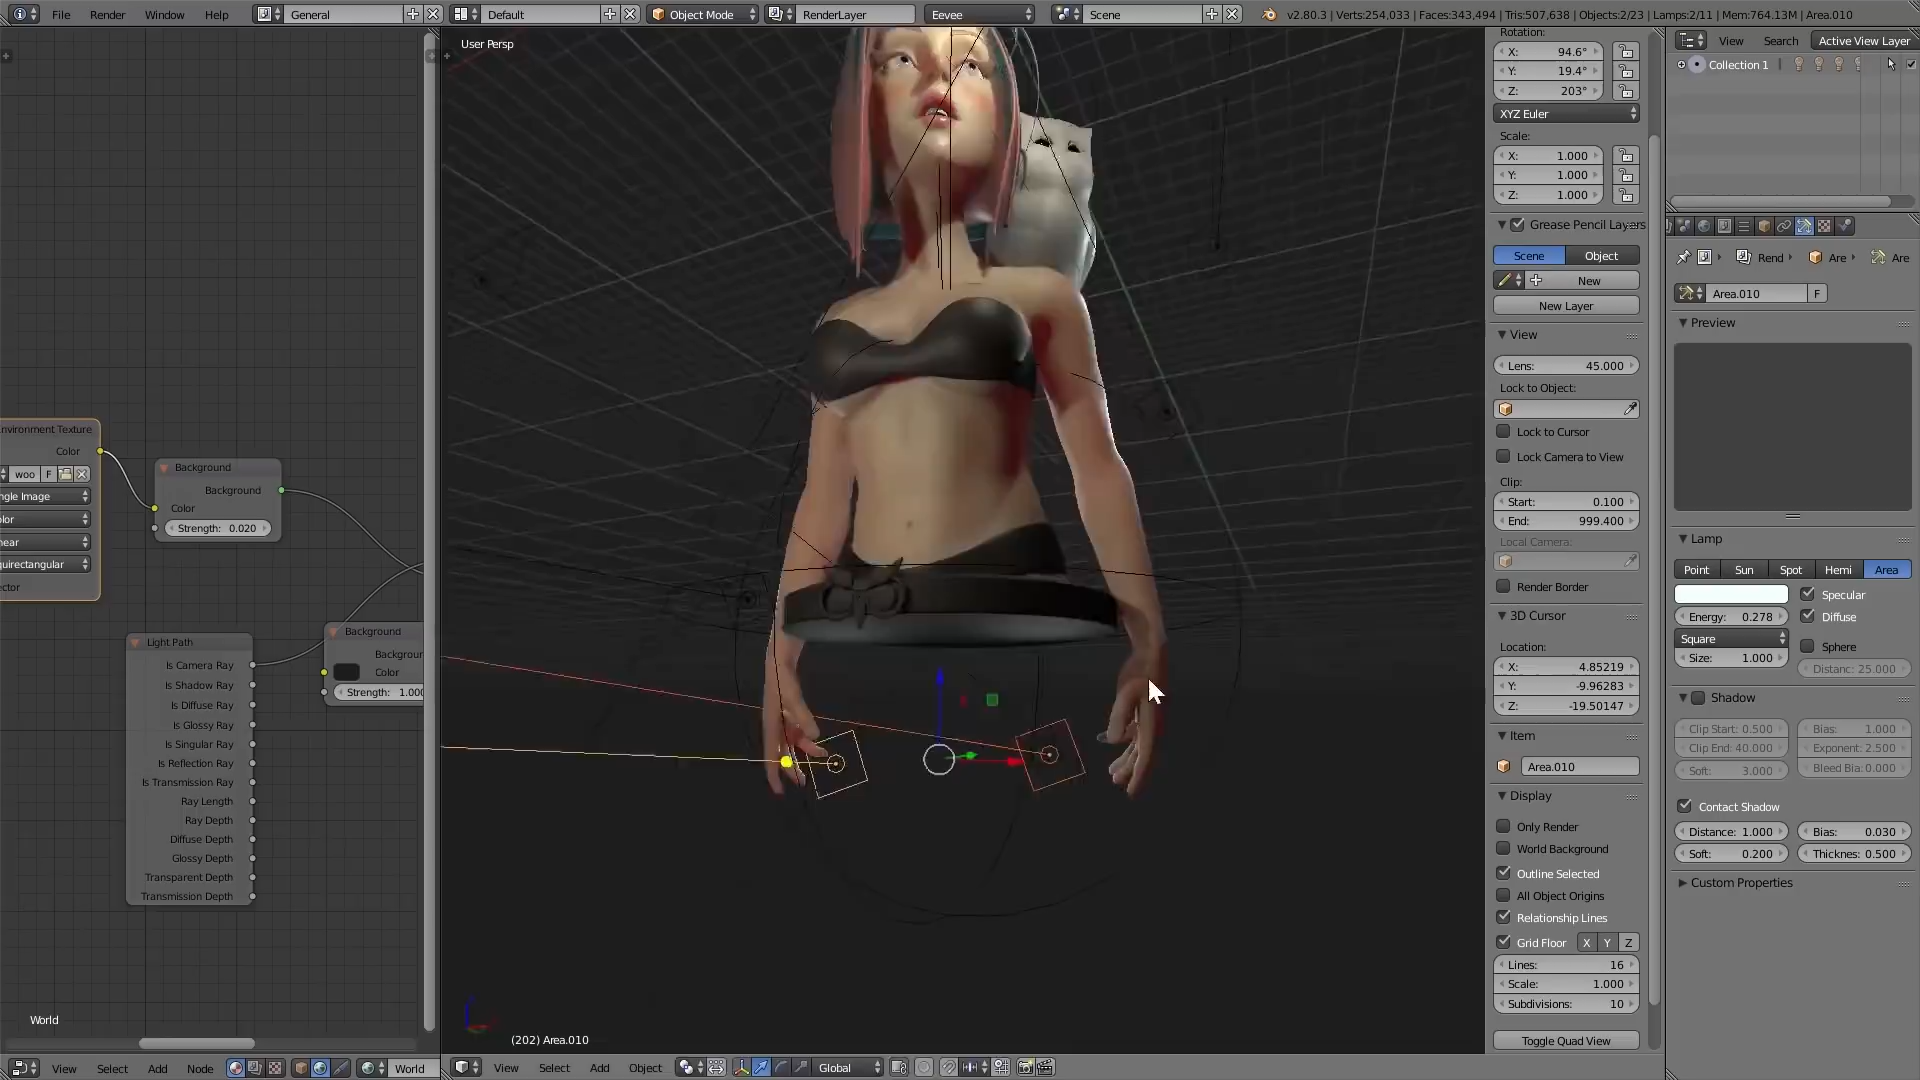 File Render Window Help General Default Object Mode RenderLayer Eevee Scene v2.80.3 | Verts:254,033 | Faces:343,494 | Tris:507,638 | Objects:2/23 | Lamps:2/11 | Mem:764.13M | Area.010
User Persp
nvironment Texture
Color
woo F
ngle Image
olor
near
quirectangular
ector
Background
Background
Color
Strength: 0.020
Light Path
Is Camera Ray
Is Shadow Ray
Is Diffuse Ray
Is Glossy Ray
Is Singular Ray
Is Reflection Ray
Is Transmission Ray
Ray Length
Ray Depth
Diffuse Depth
Glossy Depth
Transparent Depth
Transmission Depth
Background
Backgroun
Color
Strength: 1.000
World
View Select Add Node World
(202) Area.010
View Select Add Object Global
Rotation:
X: 94.6°
Y: 19.4°
Z: 203°
XYZ Euler
Scale:
X: 1.000
Y: 1.000
Z: 1.000
Grease Pencil Layers
Scene Object
New
New Layer
View
Lens: 45.000
Lock to Object:
Lock to Cursor
Lock Camera to View
Clip:
Start: 0.100
End: 999.400
Local Camera:
Render Border
3D Cursor
Location:
X: 4.85219
Y: -9.96283
Z: -19.50147
Item
Area.010
Display
Only Render
World Background
Outline Selected
All Object Origins
Relationship Lines
Grid Floor X Y Z
Lines: 16
Scale: 1.000
Subdivisions: 10
Toggle Quad View
View Search Active View Layer
Collection 1
Rend Are Are
Area.010 F
Preview
Lamp
Point Sun Spot Hemi Area
Specular
Energy: 0.278 Diffuse
Square
Sphere
Size: 1.000
Distanc: 25.000
Shadow
Clip Start: 0.500 Bias: 1.000
Clip End: 40.000 Exponent: 2.500
Soft: 3.000 Bleed Bia: 0.000
Contact Shadow
Distance: 1.000 Bias: 0.030
Soft: 0.200 Thicknes: 0.500
Custom Properties